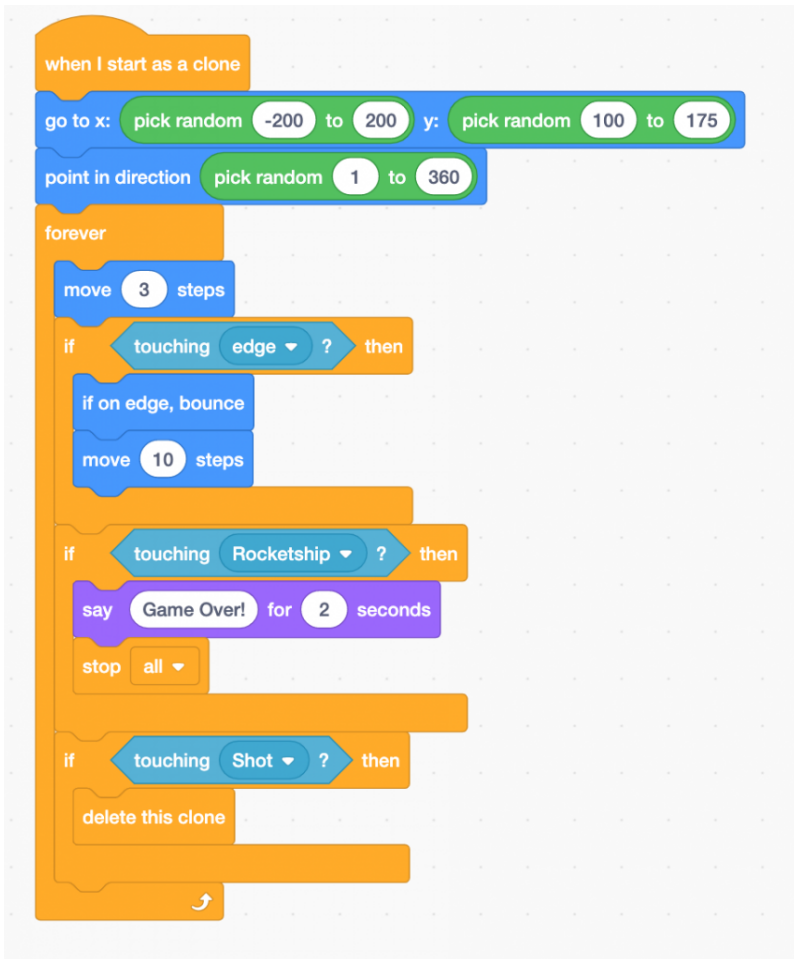 when I start as a clone
go to x: pick random -200 to 200 y: pick random 100 to 175
point in direction pick random 1 to 360
forever
move 3 steps
if touching edge ? then
if on edge, bounce
move 10 steps
if touching Rocketship ? then
say Game Over! for 2 seconds
stop all
if touching Shot ? then
delete this clone